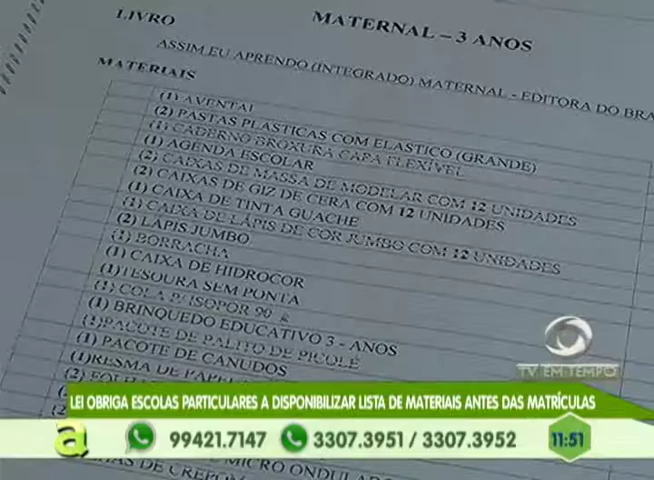 LIVRO
MATERNAL – 3 ANOS
ASSIM EU APRENDO (INTEGRADO) MATERNAL - EDITORA DO BRA
MATERIAIS
(1) AVENTAL
(2) PASTAS PLASTICAS COM ELASTICO (GRANDE)
(1) CADERNO BROXURA CAPA FLEXIVEL
(1) AGENDA ESCOLAR
(2) CAIXAS DE MASSA DE MODELAR COM 12 UNIDADES
(2) CAIXAS DE GIZ DE CERA COM 12 UNIDADES
(1) CAIXA DE TINTA GUACHE
(1) CAIXA DE LÁPIS DE COR JUMBO COM 12 UNIDADES
(2) LÁPIS JUMBO
(1) BORRACHA
(1) CAIXA DE HIDROCOR
(1)TESOURA SEM PONTA
(1) COLA P/ISOPOR 90
(1) BRINQUEDO EDUCATIVO 3 - ANOS
(1)PACOTE DE PALITO DE PICOLÉ
(1) PACOTE DE CANUDOS
(1)RESMA DE PAPEL
(2)
TV EM TEMPO
LEI OBRIGA ESCOLAS PARTICULARES A DISPONIBILIZAR LISTA DE MATERIAIS ANTES DAS MATRÍCULAS
a 99421.7147 3307.3951 / 3307.3952 11:51
MICRO ONDULADO
DE CREPOM